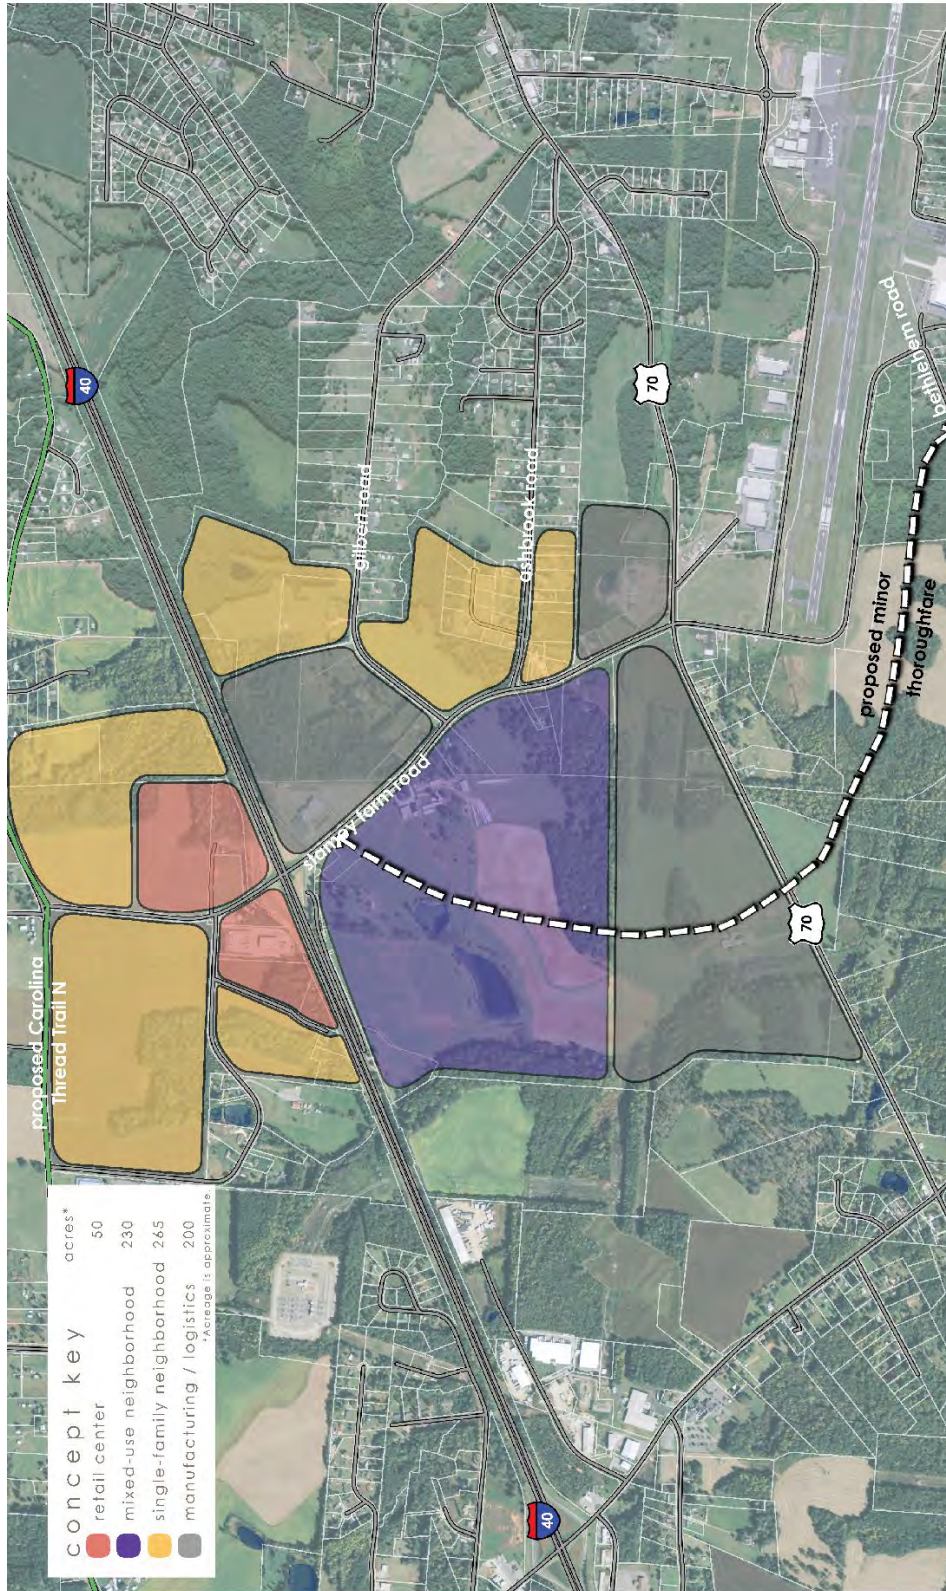 concept key acres*
retail center 50
mixed-use neighborhood 230
single-family neighborhood 265
manufacturing / logistics 200
*Acreage is approximate
proposed Carolina
Thread Trail N
40
40
gilbert road
ashbrook road
stamey farm road
70
70
bethlehem road
proposed minor
thoroughfare